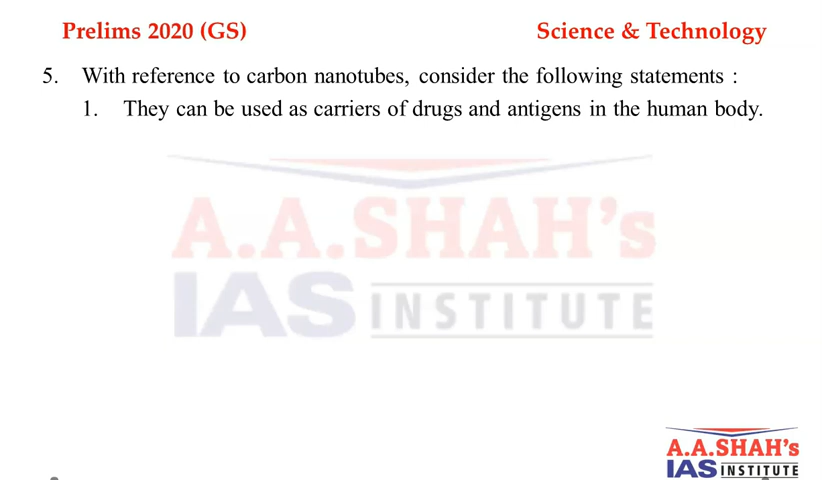 Prelims 2020 (GS) Science & Technology
5. With reference to carbon nanotubes, consider the following statements :
1. They can be used as carriers of drugs and antigens in the human body.
A.A.SHAH's
IAS INSTITUTE
A.A.SHAH's
IAS INSTITUTE